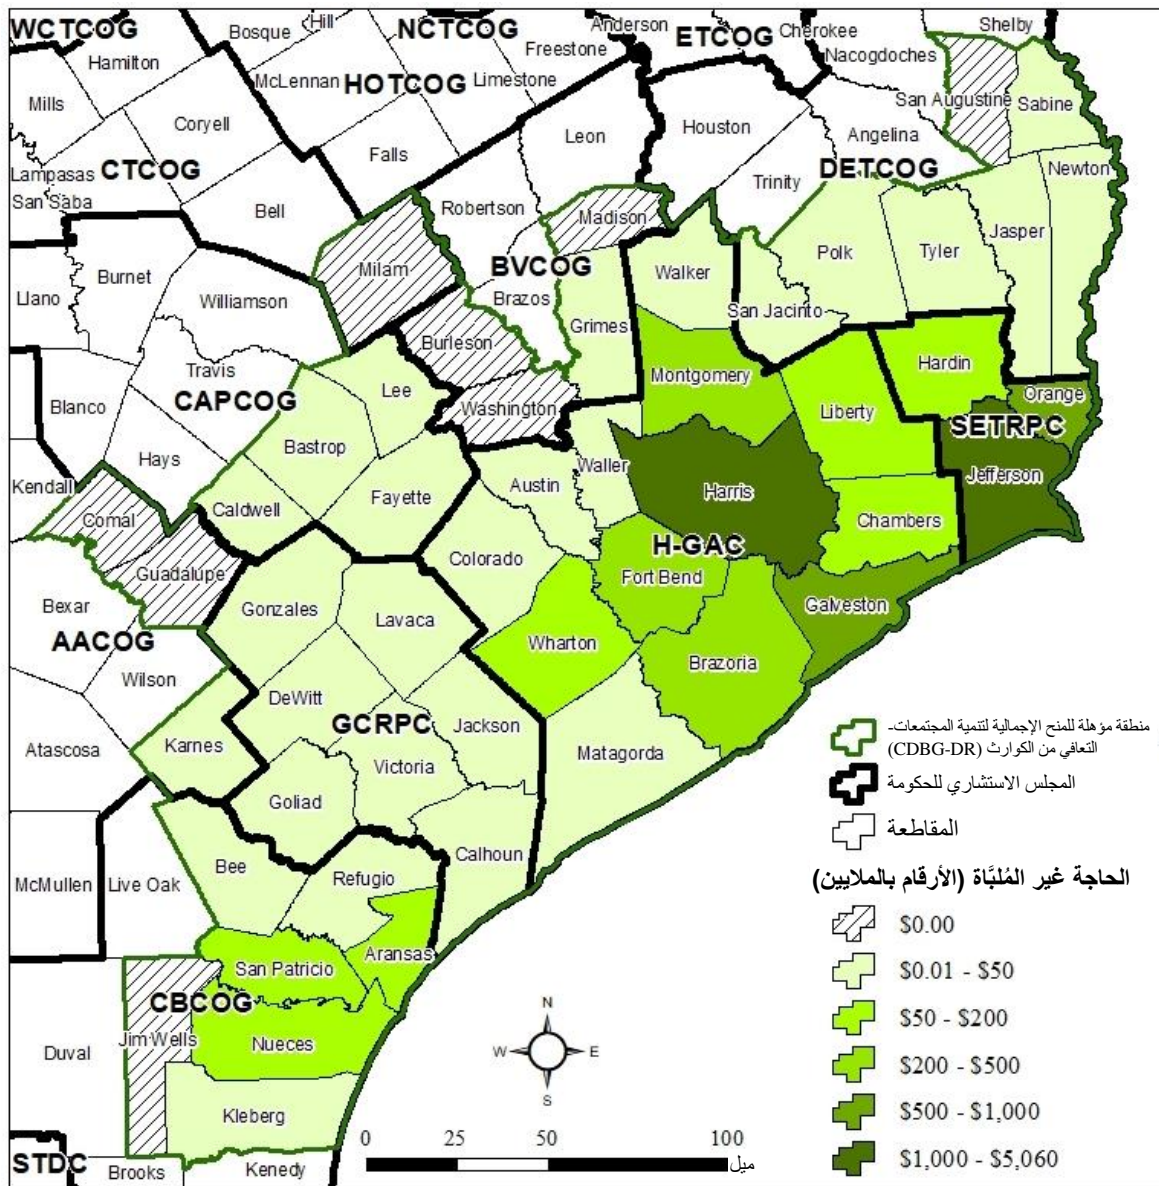 WCTCOG
Bosque
Hill
NCTCOG
Anderson
ETCOG
Cherokee
Shelby
Hamilton
McLennan
HOTCOG
Limestone
Freestone
Nacogdoches
San Augustine
Sabine
Mills
Coryell
Leon
Houston
Angelina
Lampasas
CTCOG
Falls
DETCOG
Newton
San Saba
Bell
Robertson
Madison
Trinity
Burnet
Milam
BVCOG
Walker
Polk
Tyler
Jasper
Llano
Williamson
Brazos
Grimes
San Jacinto
Burleson
Travis
Lee
Montgomery
Hardin
Blanco
CAPCOG
Washington
Liberty
Orange
Hays
Bastrop
Waller
SETRPC
Kendall
Fayette
Austin
Harris
Jefferson
Comal
Caldwell
Chambers
Guadalupe
Colorado
H-GAC
Fort Bend
Bexar
Gonzales
Lavaca
Galveston
AACOG
Wharton
Brazoria
Wilson
DeWitt
GCRPC
Jackson
Atascosa
Karnes
Victoria
Matagorda
Goliad
Calhoun
McMullen
Live Oak
Bee
Refugio
San Patricio
Aransas
CBCOG
Duval
Jim Wells
Nueces
Kleberg
STDC
Brooks
Kenedy
منطقة مؤهلة للمنح الإجمالية لتنمية المجتمعات-
التعافي من الكوارث (CDBG-DR)
المجلس الاستشاري للحكومة
المقاطعة
الحاجة غير المُلبَّاة (الأرقام بالملايين)
$0.00
$0.01 - $50
$50 - $200
$200 - $500
$500 - $1,000
$1,000 - $5,060
N
W
E
S
0 25 50 100
ميل